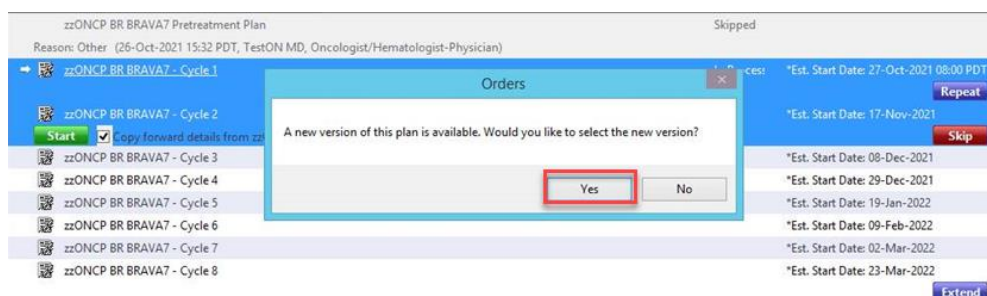 zzONCP BR BRAVA7 Pretreatment Plan Skipped
Reason: Other (26-Oct-2021 15:32 PDT, TestON MD, Oncologist/Hematologist-Physician)
zzONCP BR BRAVA7 - Cycle 1 *Est. Start Date: 27-Oct-2021 08:00 PDT
Repeat
Orders
zzONCP BR BRAVA7 - Cycle 2 *Est. Start Date: 17-Nov-2021
Start Copy forward details from Skip
A new version of this plan is available. Would you like to select the new version?
Yes No
zzONCP BR BRAVA7 - Cycle 3 *Est. Start Date: 08-Dec-2021
zzONCP BR BRAVA7 - Cycle 4 *Est. Start Date: 29-Dec-2021
zzONCP BR BRAVA7 - Cycle 5 *Est. Start Date: 19-Jan-2022
zzONCP BR BRAVA7 - Cycle 6 *Est. Start Date: 09-Feb-2022
zzONCP BR BRAVA7 - Cycle 7 *Est. Start Date: 02-Mar-2022
zzONCP BR BRAVA7 - Cycle 8 *Est. Start Date: 23-Mar-2022
Extend